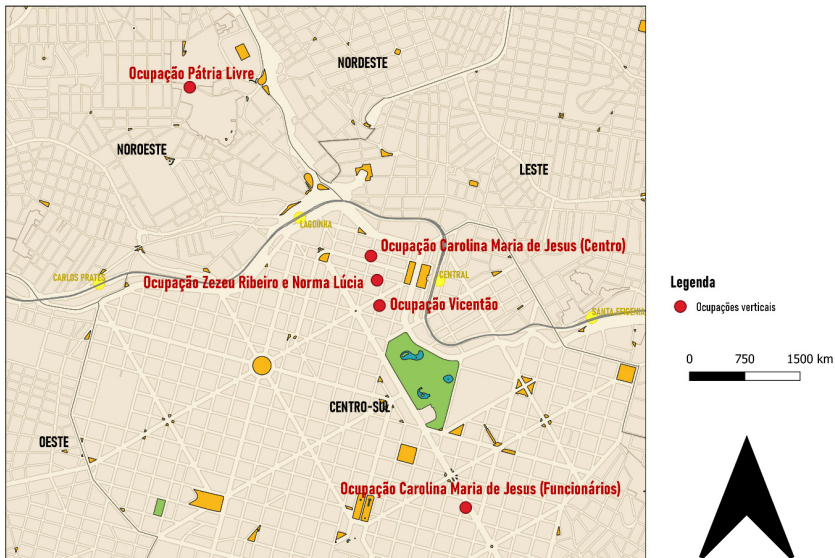 NORDESTE
Ocupação Pátria Livre
NOROESTE
LESTE
LAGOINHA
Ocupação Carolina Maria de Jesus (Centro)
CARLOS PRATES
Ocupação Zezeu Ribeiro e Norma Lúcia
CENTRAL
Ocupação Vicentão
SANTA EFIGÊNIA
CENTRO-SUL
OESTE
Ocupação Carolina Maria de Jesus (Funcionários)
Legenda
Ocupações verticais
0 750 1500 km